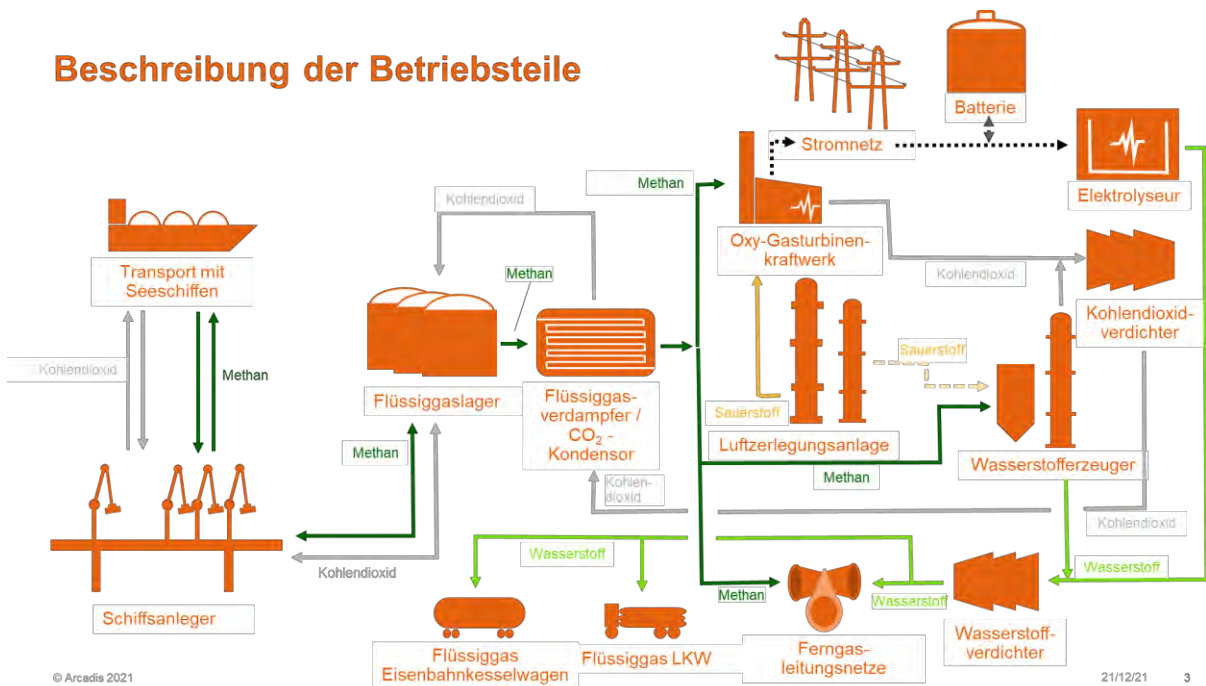 Beschreibung der Betriebsteile
Batterie
Stromnetz
Methan
Elektrolyseur
Kohlendioxid
Oxy-Gasturbinen-
kraftwerk
Kohlendioxid
Transport mit
Seeschiffen
Methan
Kohlendioxid-
verdichter
Sauerstoff
Kohlendioxid
Methan
Flüssiggaslager
Flüssiggas-
verdampfer /
CO₂ -
Kondensor
Sauerstoff
Luftzerlegungsanlage
Methan
Wasserstofferzeuger
Methan
Kohlen-
dioxid
Kohlendioxid
Kohlendioxid
Wasserstoff
Wasserstoff
Methan
Wasserstoff
Schiffsanleger
Flüssiggas
Eisenbahnkesselwagen
Flüssiggas LKW
Ferngas-
leitungsnetze
Wasserstoff-
verdichter
© Arcadis 2021
21/12/21
3